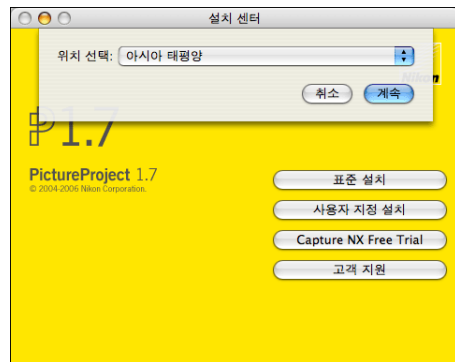 설치 센터
위치 선택: 아시아 태평양
취소 계속
Nikon
P1.7
PictureProject 1.7
© 2004-2006 Nikon Corporation.
표준 설치
사용자 지정 설치
Capture NX Free Trial
고객 지원